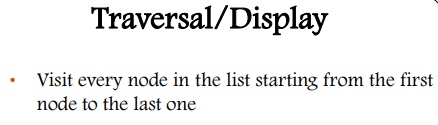 Traversal/Display
• Visit every node in the list starting from the first
node to the last one